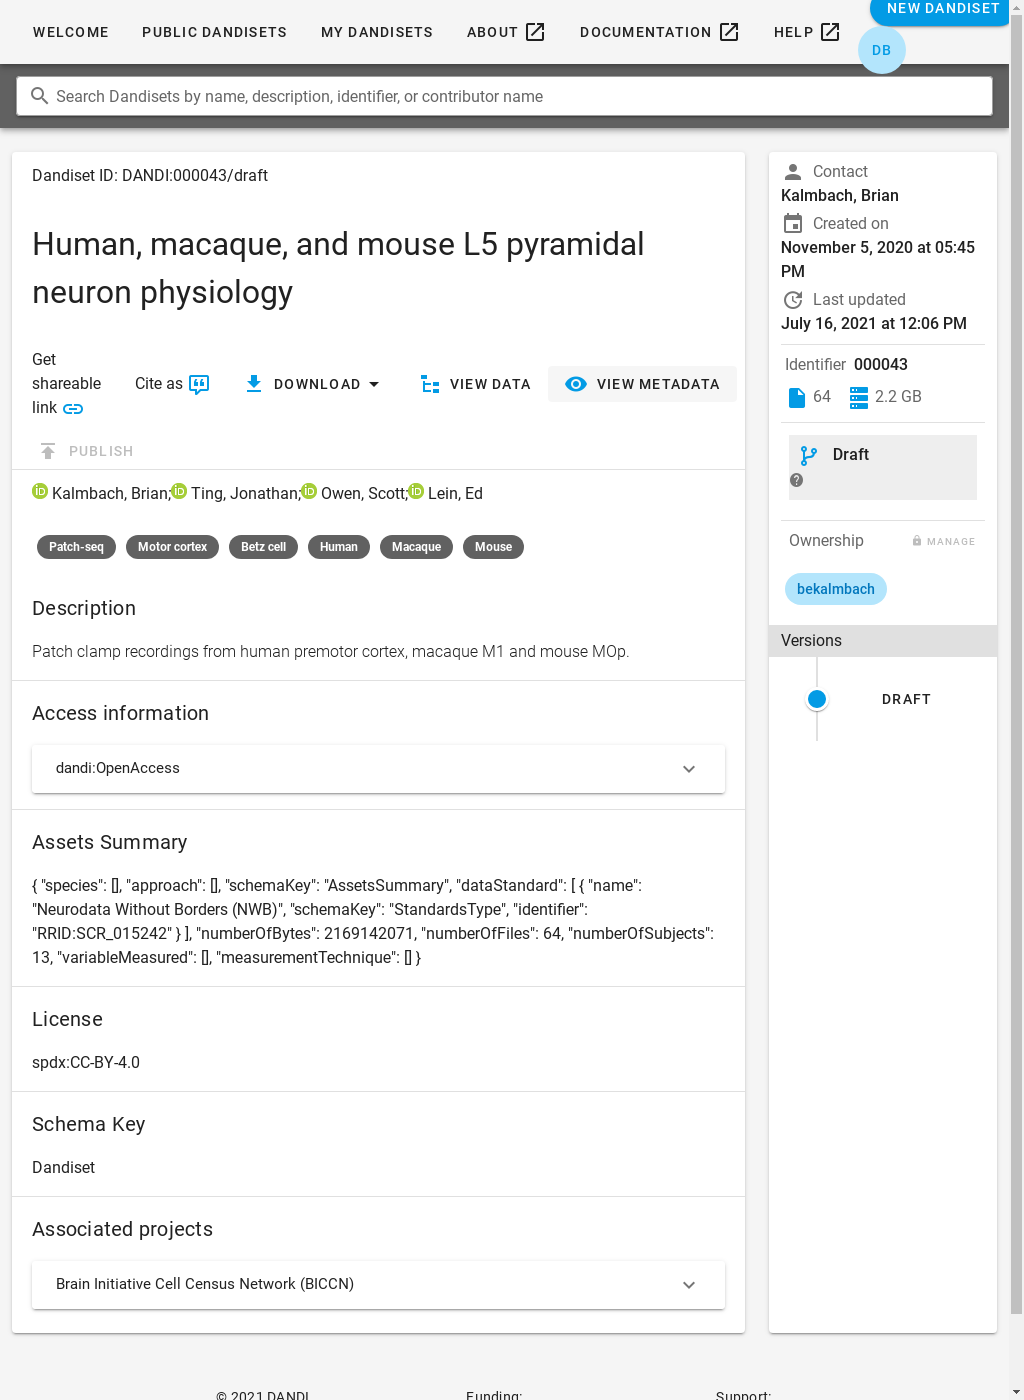 WELCOME PUBLIC DANDISETS MY DANDISETS ABOUT DOCUMENTATION HELP NEW DANDISET
DB
Search Dandisets by name, description, identifier, or contributor name
Dandiset ID: DANDI:000043/draft
Human, macaque, and mouse L5 pyramidal
neuron physiology
Get
shareable
link
Cite as
DOWNLOAD
VIEW DATA
VIEW METADATA
PUBLISH
Kalmbach, Brian; Ting, Jonathan; Owen, Scott; Lein, Ed
Patch-seq Motor cortex Betz cell Human Macaque Mouse
Description
Patch clamp recordings from human premotor cortex, macaque M1 and mouse MOp.
Access information
dandi:OpenAccess
Assets Summary
{ "species": [], "approach": [], "schemaKey": "AssetsSummary", "dataStandard": [ { "name":
"Neurodata Without Borders (NWB)", "schemaKey": "StandardsType", "identifier":
"RRID:SCR_015242" } ], "numberOfBytes": 2169142071, "numberOfFiles": 64, "numberOfSubjects":
13, "variableMeasured": [], "measurementTechnique": [] }
License
spdx:CC-BY-4.0
Schema Key
Dandiset
Associated projects
Brain Initiative Cell Census Network (BICCN)
Contact
Kalmbach, Brian
Created on
November 5, 2020 at 05:45
PM
Last updated
July 16, 2021 at 12:06 PM
Identifier 000043
64 2.2 GB
Draft
Ownership MANAGE
bekalmbach
Versions
DRAFT
© 2021 DANDI Funding: Support: